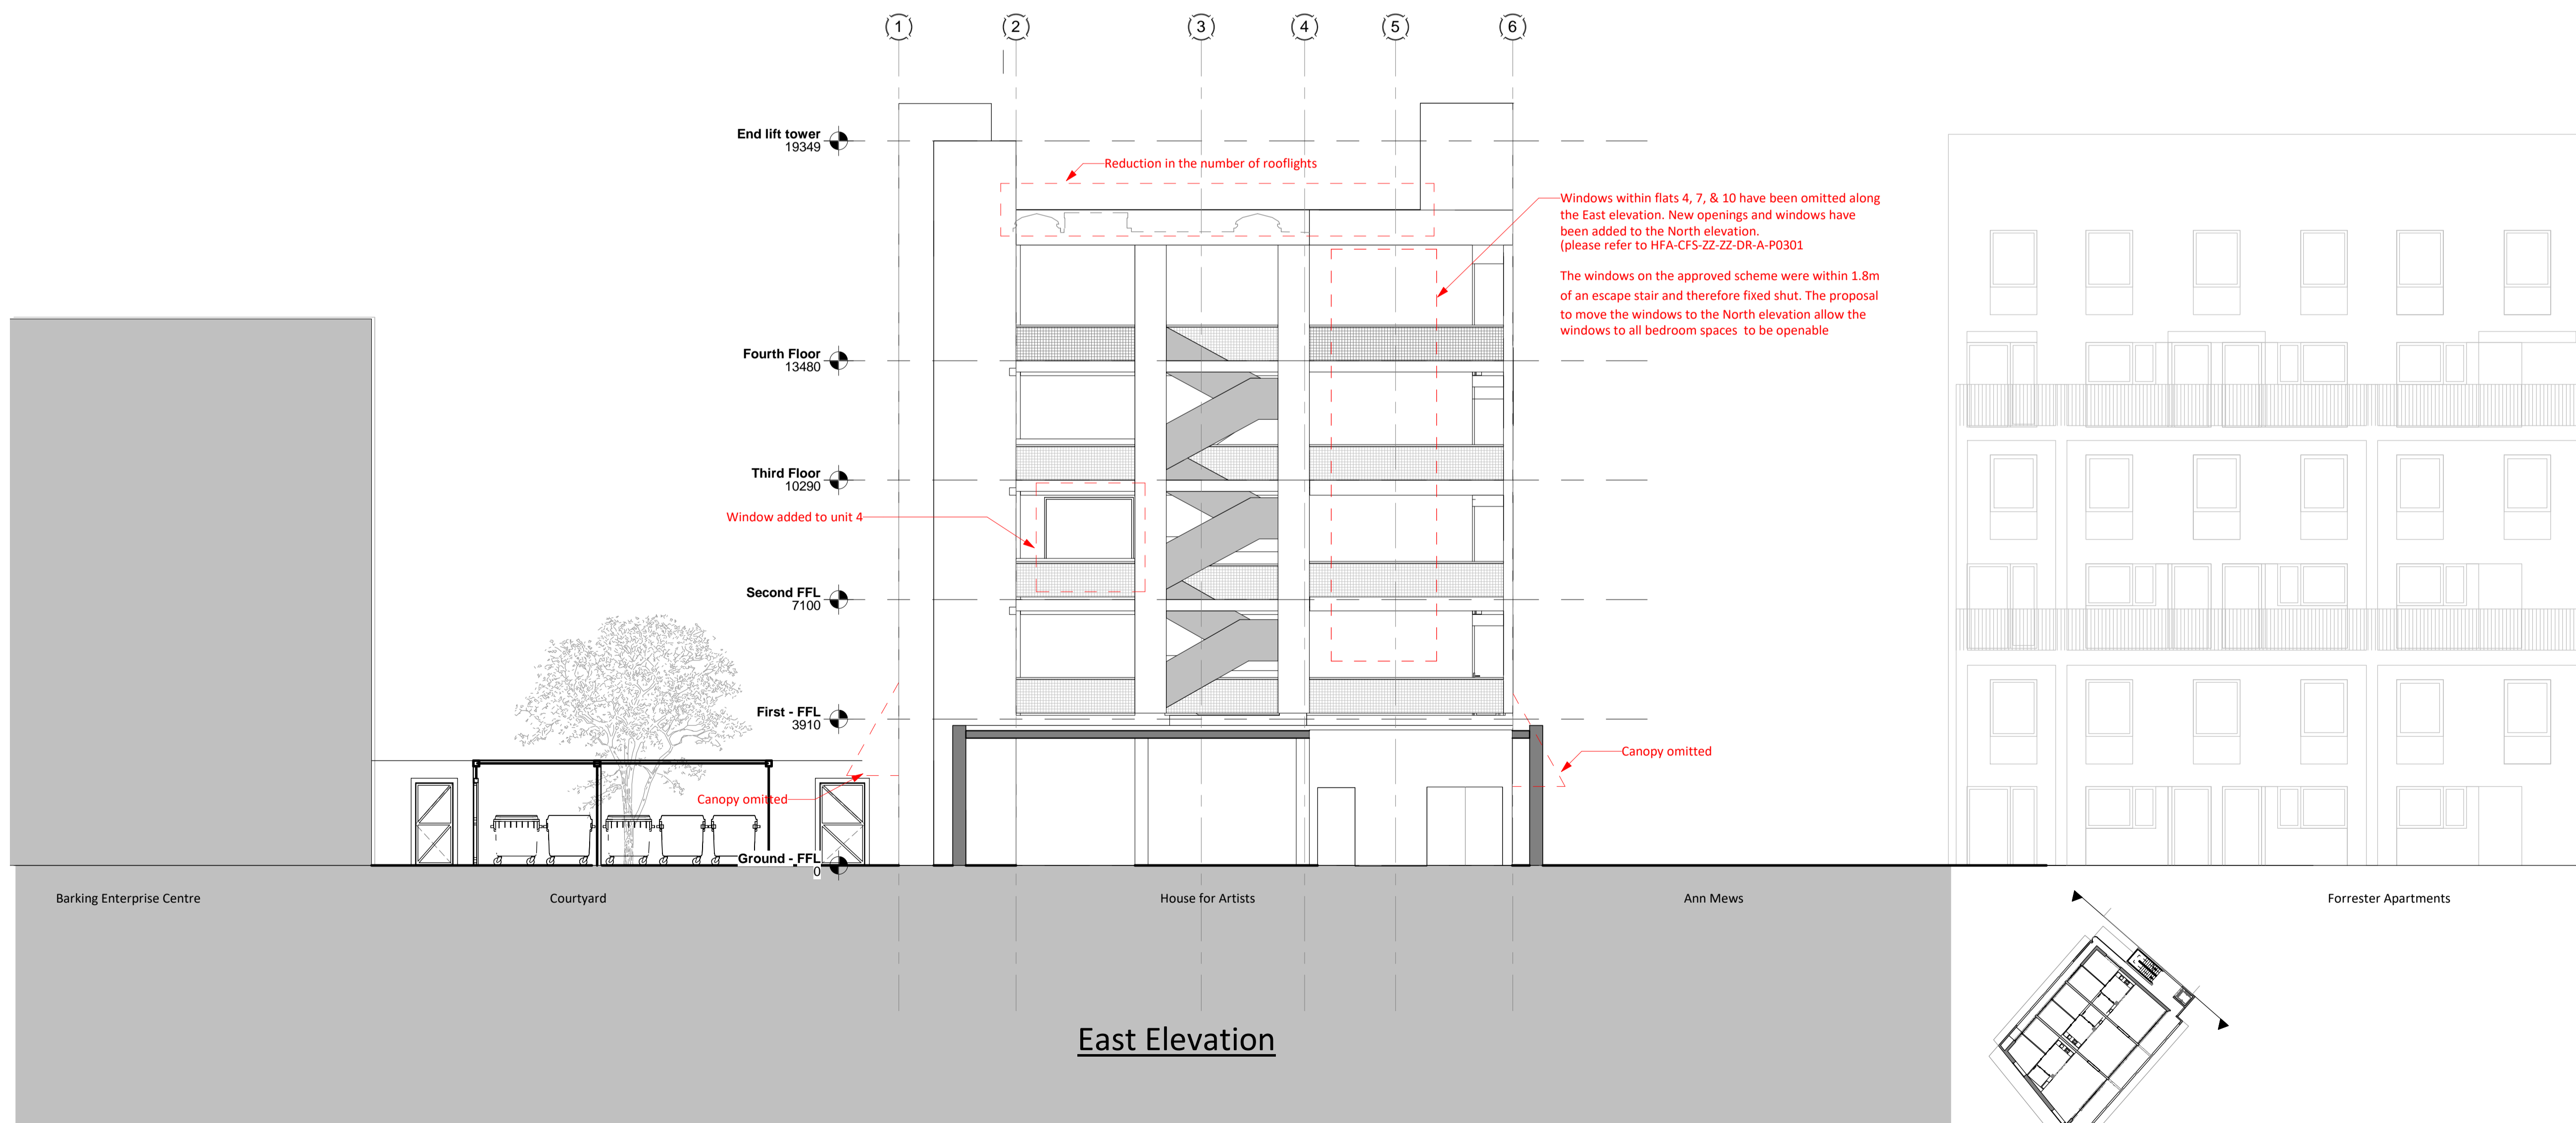 1
2
3
4
5
6
End lift tower
19349
Reduction in the number of rooflights
Windows within flats 4, 7, & 10 have been omitted along
the East elevation. New openings and windows have
been added to the North elevation.
(please refer to HFA-CFS-ZZ-ZZ-DR-A-P0301
The windows on the approved scheme were within 1.8m
of an escape stair and therefore fixed shut. The proposal
to move the windows to the North elevation allow the
windows to all bedroom spaces to be openable
Fourth Floor
13480
Third Floor
10290
Window added to unit 4
Second FFL
7100
First - FFL
3910
Canopy omitted
Canopy omitted
Ground - FFL
0
Barking Enterprise Centre
Courtyard
House for Artists
Ann Mews
Forrester Apartments
East Elevation